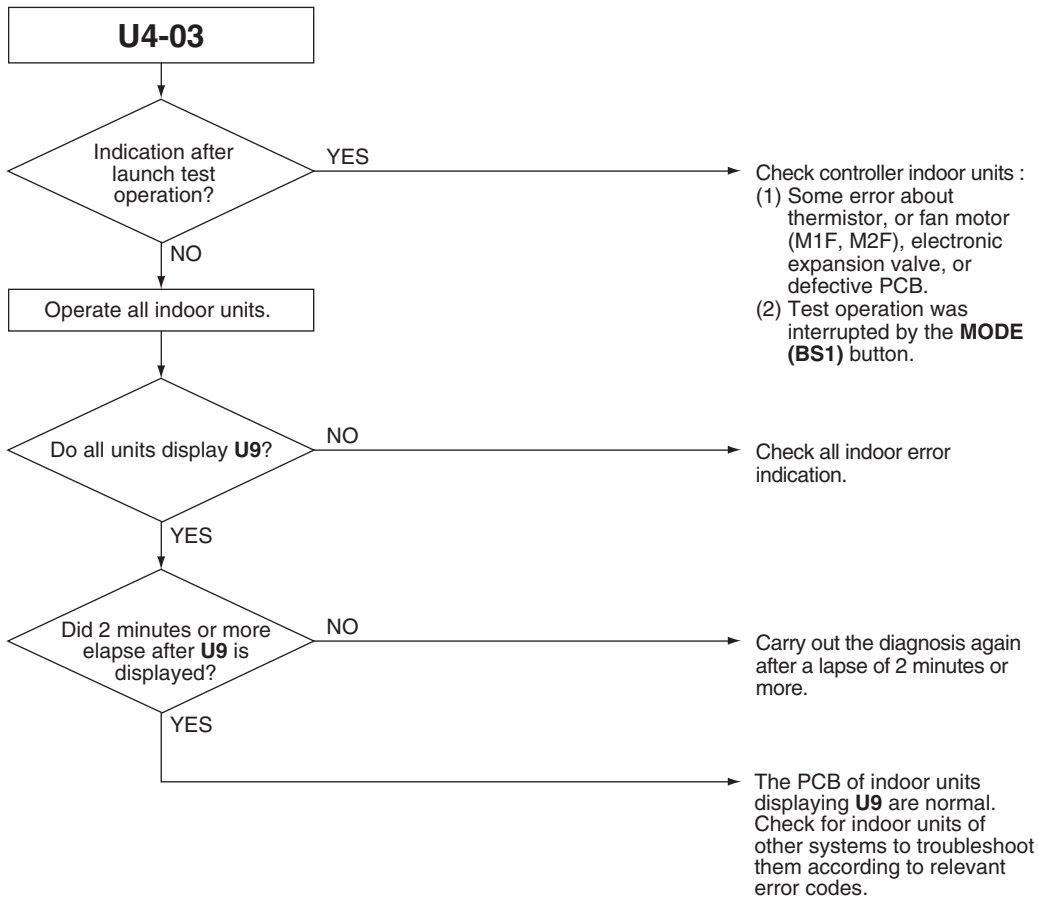 U4-03
Indication after
launch test
operation?
YES
Check controller indoor units :
(1) Some error about
thermistor, or fan motor
(M1F, M2F), electronic
expansion valve, or
defective PCB.
(2) Test operation was
interrupted by the MODE
(BS1) button.
NO
Operate all indoor units.
Do all units display U9?
NO
Check all indoor error
indication.
YES
Did 2 minutes or more
elapse after U9 is
displayed?
NO
Carry out the diagnosis again
after a lapse of 2 minutes or
more.
YES
The PCB of indoor units
displaying U9 are normal.
Check for indoor units of
other systems to troubleshoot
them according to relevant
error codes.